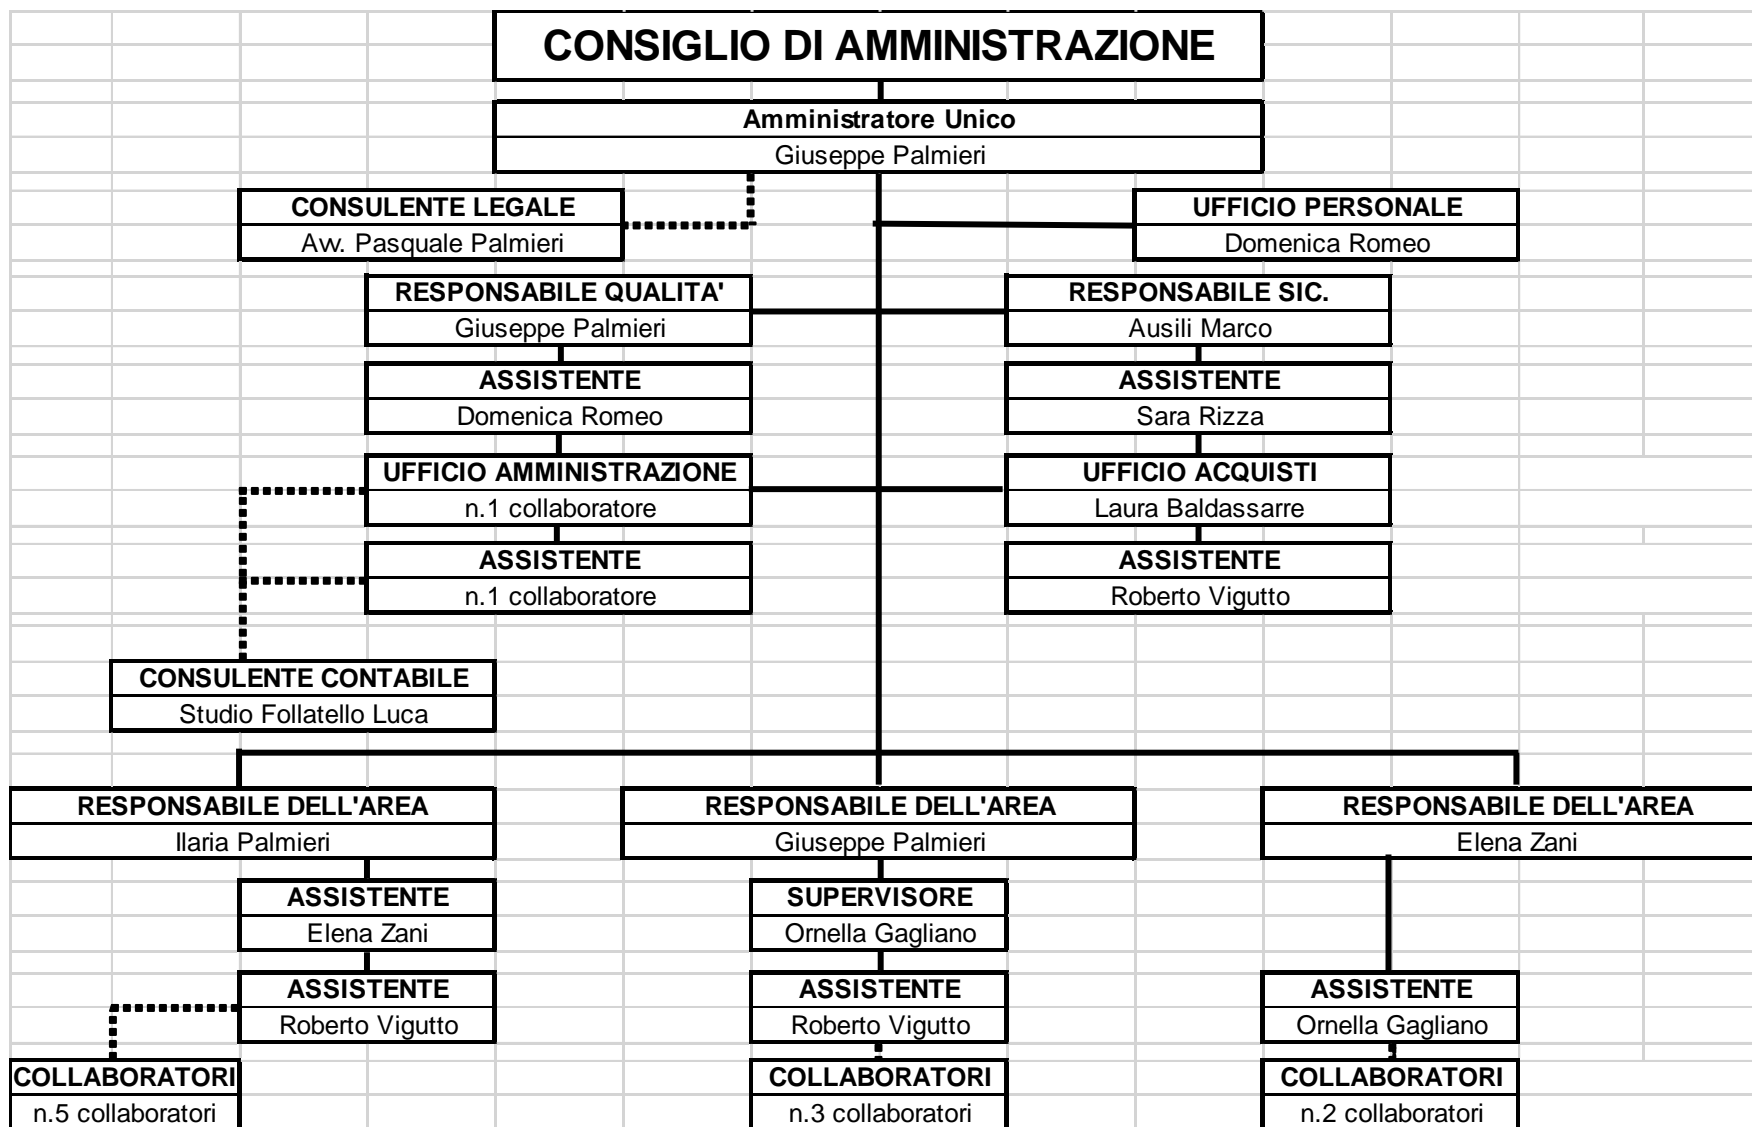 CONSIGLIO DI AMMINISTRAZIONE
Amministratore Unico
Giuseppe Palmieri
CONSULENTE LEGALE
Avv. Pasquale Palmieri
UFFICIO PERSONALE
Domenica Romeo
RESPONSABILE QUALITA'
Giuseppe Palmieri
RESPONSABILE SIC.
Ausili Marco
ASSISTENTE
Domenica Romeo
ASSISTENTE
Sara Rizza
UFFICIO AMMINISTRAZIONE
n.1 collaboratore
UFFICIO ACQUISTI
Laura Baldassarre
ASSISTENTE
n.1 collaboratore
ASSISTENTE
Roberto Vigutto
CONSULENTE CONTABILE
Studio Follatello Luca
RESPONSABILE DELL'AREA
Ilaria Palmieri
RESPONSABILE DELL'AREA
Giuseppe Palmieri
RESPONSABILE DELL'AREA
Elena Zani
ASSISTENTE
Elena Zani
SUPERVISORE
Ornella Gagliano
ASSISTENTE
Roberto Vigutto
ASSISTENTE
Roberto Vigutto
ASSISTENTE
Ornella Gagliano
COLLABORATORI
n.5 collaboratori
COLLABORATORI
n.3 collaboratori
COLLABORATORI
n.2 collaboratori